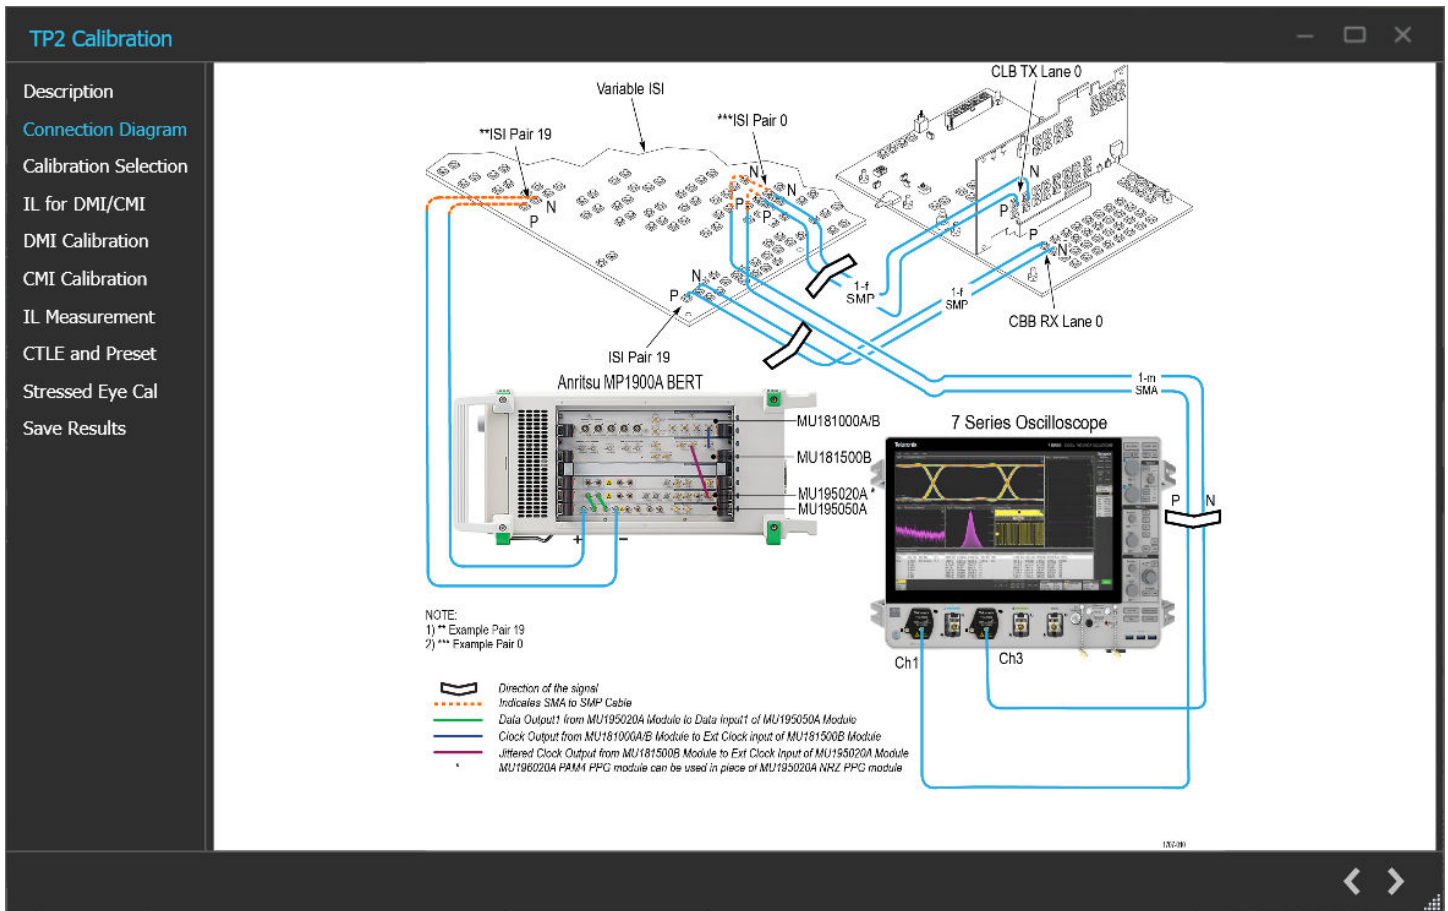 TP2 Calibration
Description
Connection Diagram
Calibration Selection
IL for DMI/CMI
DMI Calibration
CMI Calibration
IL Measurement
CTLE and Preset
Stressed Eye Cal
Save Results
CLB TX Lane 0
Variable ISI
***ISI Pair 0
**ISI Pair 19
N
P
N
N
P
P
N
P
P
N
N
P
1-f
SMP
1-f
SMP
CBB RX Lane 0
ISI Pair 19
Anritsu MP1900A BERT
1-m
SMA
7 Series Oscilloscope
MU181000A/B
MU181500B
MU195020A *
MU195050A
Tektronix
P N
+ −
NOTE:
1) ** Example Pair 19
2) *** Example Pair 0
Ch1
Ch3
Direction of the signal
Indicates SMA to SMP Cable
Data Output1 from MU195020A Module to Data Input1 of MU195050A Module
Clock Output from MU181000A/B Module to Ext Clock input of MU181500B Module
Jittered Clock Output from MU181500B Module to Ext Clock Input of MU195020A Module
* MU196020A PAM4 PPG module can be used in place of MU195020A NRZ PPG module